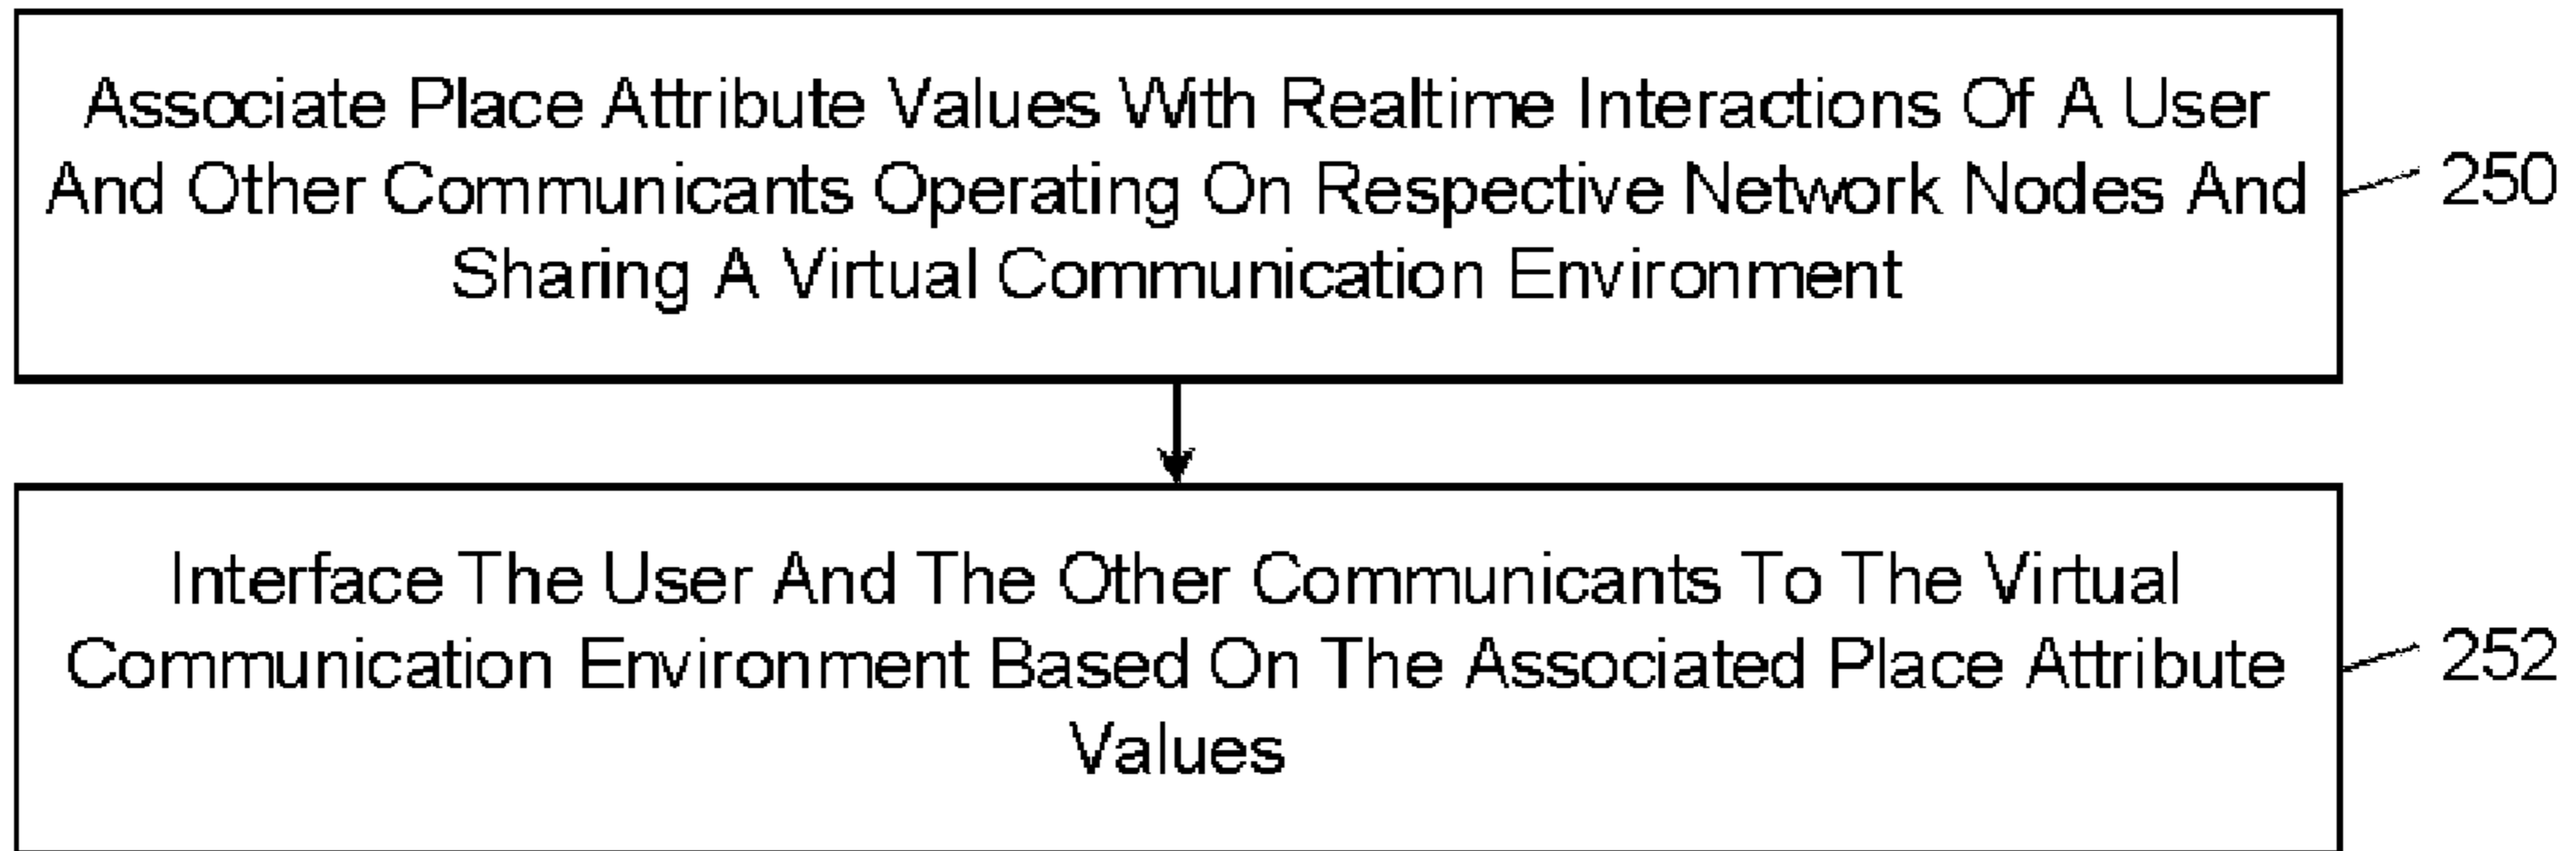 Associate Place Attribute Values With Realtime Interactions Of A User
And Other Communicants Operating On Respective Network Nodes And
Sharing A Virtual Communication Environment
250
Interface The User And The Other Communicants To The Virtual
Communication Environment Based On The Associated Place Attribute
Values
252